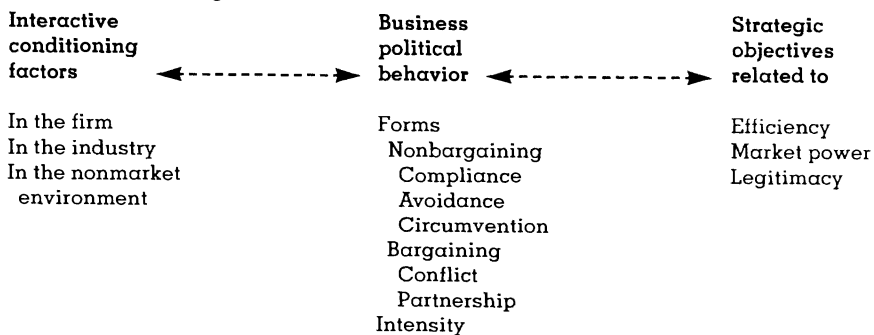 Interactive
conditioning
factors
Business
political
behavior
Strategic
objectives
related to
In the firm
In the industry
In the nonmarket
environment
Forms
Nonbargaining
Compliance
Avoidance
Circumvention
Bargaining
Conflict
Partnership
Intensity
Efficiency
Market power
Legitimacy